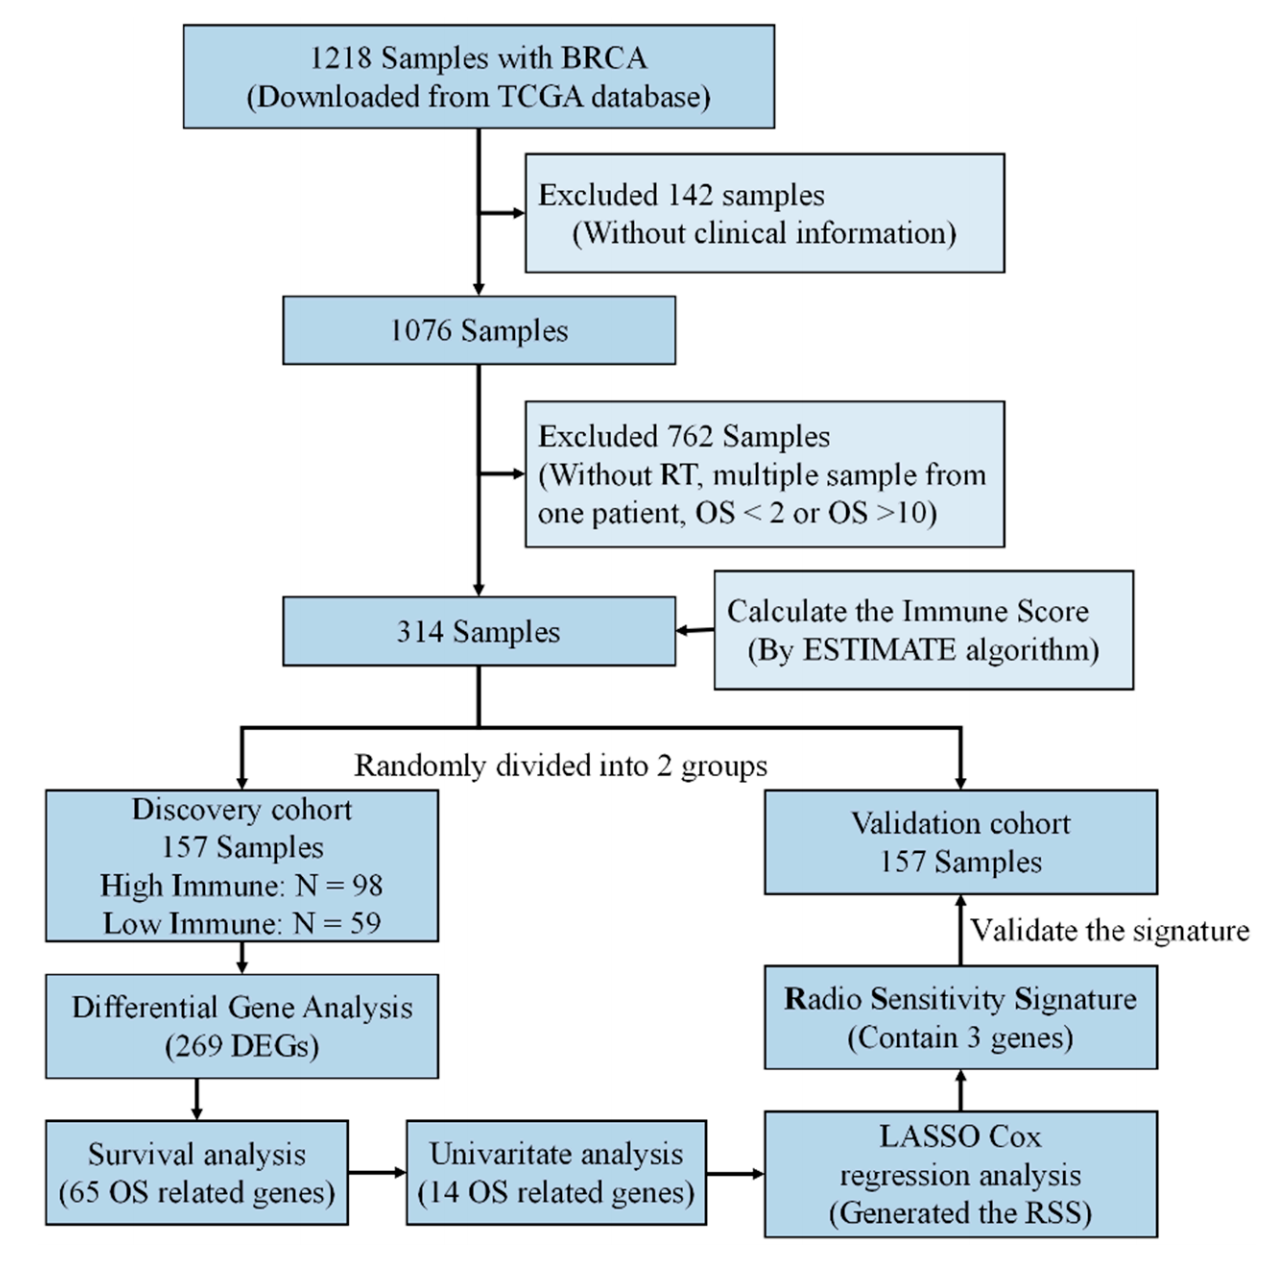 1218 Samples with BRCA
(Downloaded from TCGA database)
Excluded 142 samples
(Without clinical information)
1076 Samples
Excluded 762 Samples
(Without RT, multiple sample from
one patient, OS < 2 or OS >10)
314 Samples
Calculate the Immune Score
(By ESTIMATE algorithm)
Randomly divided into 2 groups
Discovery cohort
157 Samples
High Immune: N = 98
Low Immune: N = 59
Validation cohort
157 Samples
Validate the signature
Differential Gene Analysis
(269 DEGs)
Radio Sensitivity Signature
(Contain 3 genes)
Survival analysis
(65 OS related genes)
Univaritate analysis
(14 OS related genes)
LASSO Cox
regression analysis
(Generated the RSS)